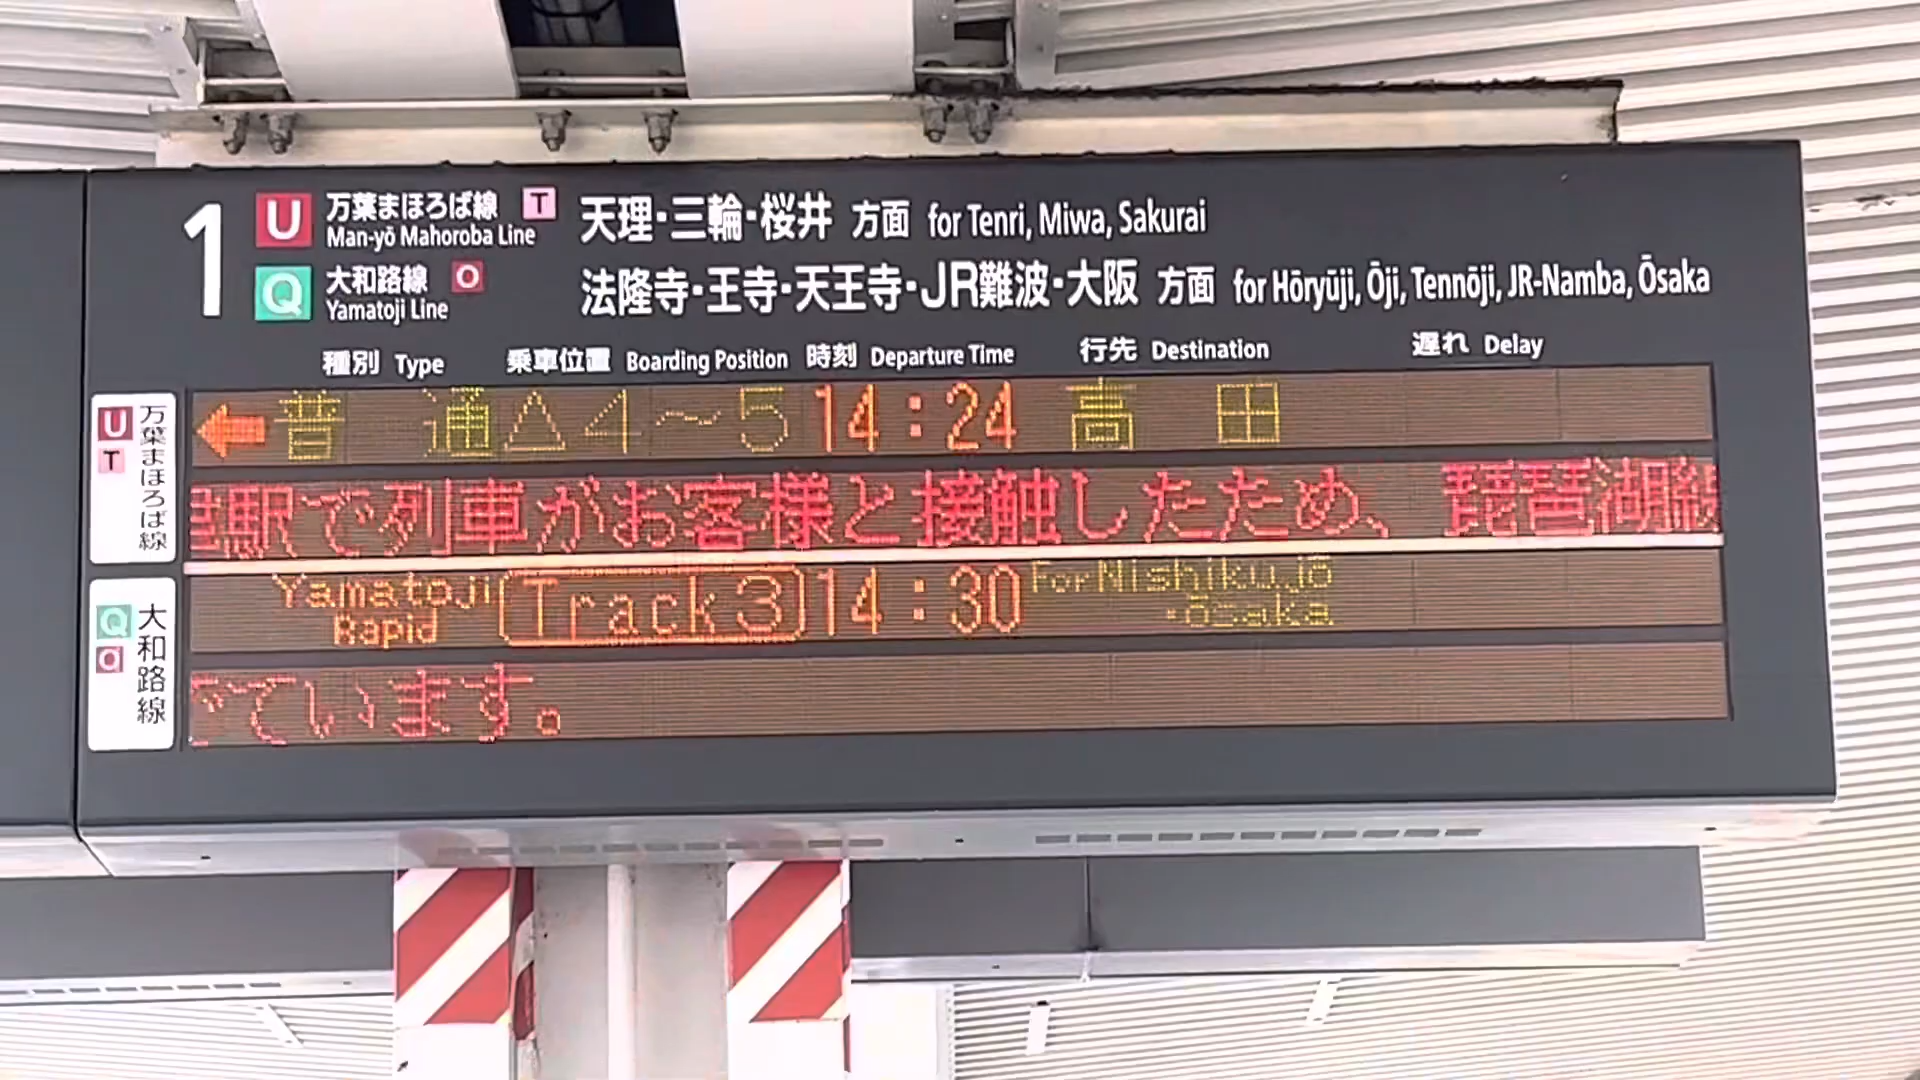 1
U 万葉まほろば線 T 天理・三輪・桜井 方面 for Tenri, Miwa, Sakurai
Man-yō Mahoroba Line
Q 大和路線 O 法隆寺・王寺・天王寺・JR難波・大阪 方面 for Hōryūji, Ōji, Tennōji, JR-Namba, Ōsaka
Yamatoji Line
種別 Type 乗車位置 Boarding Position 時刻 Departure Time 行先 Destination 遅れ Delay
U T 万葉まほろば線
←普通 △4～5 14:24 高田
駅で列車がお客様と接触したため、琵琶湖線
Q O 大和路線
Yamatoji Rapid Track3 14:30 For Nishikujō・ōsaka
ています。